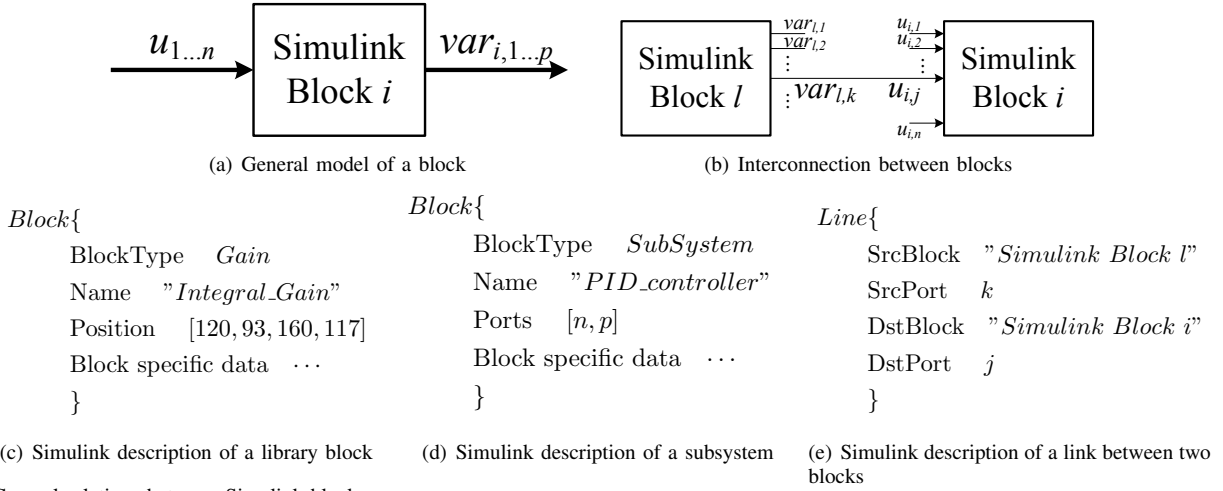 u1...n
Simulink
Block i
vari,1...p
(a) General model of a block
Simulink
Block l
varl,1
varl,2
⋮
varl,k
⋮
ui,1
ui,2
⋮
ui,j
ui,n
Simulink
Block i
(b) Interconnection between blocks
Block{
BlockType Gain
Name "Integral_Gain"
Position [120, 93, 160, 117]
Block specific data ···
}
(c) Simulink description of a library block
Block{
BlockType SubSystem
Name "PID_controller"
Ports [n, p]
Block specific data ···
}
(d) Simulink description of a subsystem
Line{
SrcBlock "Simulink Block l"
SrcPort k
DstBlock "Simulink Block i"
DstPort j
}
(e) Simulink description of a link between two
blocks